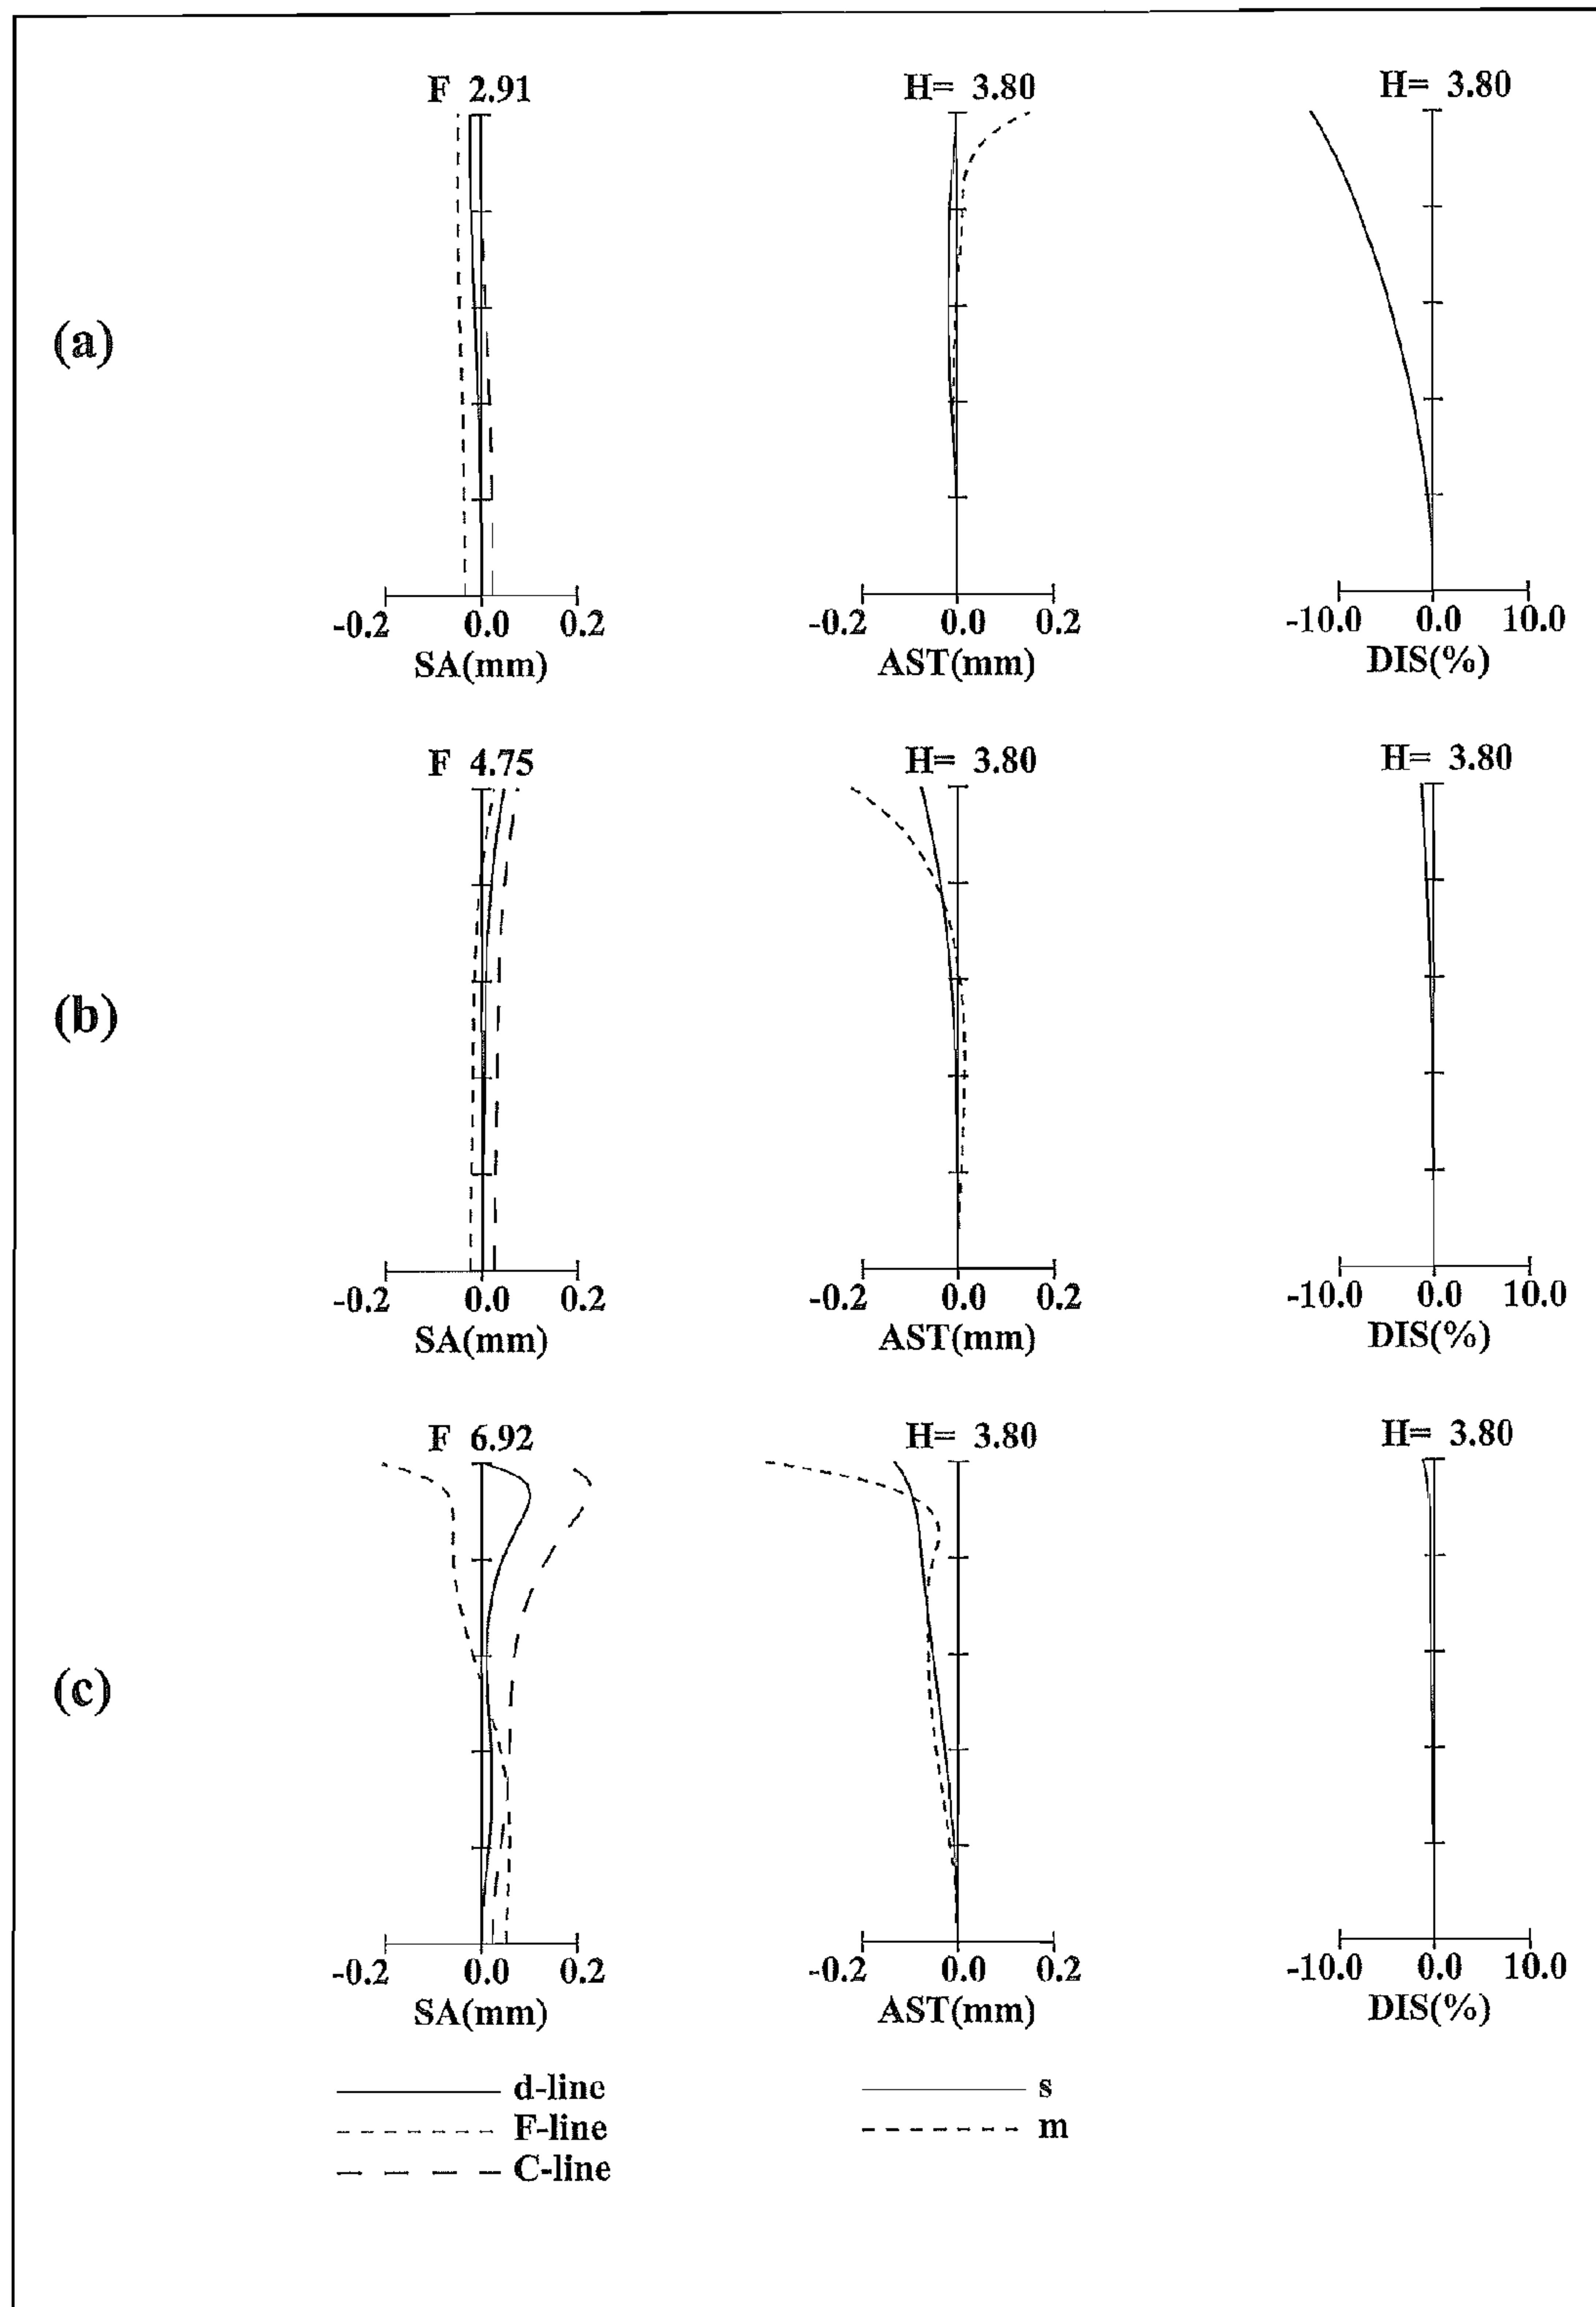 (a)
F 2.91
H= 3.80
H= 3.80
-0.2 0.0 0.2
SA(mm)
-0.2 0.0 0.2
AST(mm)
-10.0 0.0 10.0
DIS(%)
(b)
F 4.75
H= 3.80
H= 3.80
-0.2 0.0 0.2
SA(mm)
-0.2 0.0 0.2
AST(mm)
-10.0 0.0 10.0
DIS(%)
(c)
F 6.92
H= 3.80
H= 3.80
-0.2 0.0 0.2
SA(mm)
-0.2 0.0 0.2
AST(mm)
-10.0 0.0 10.0
DIS(%)
d-line
F-line
C-line
s
m